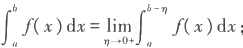 ∫_a^b f(x)dx = lim_{η→0+} ∫_a^{b-η} f(x)dx;